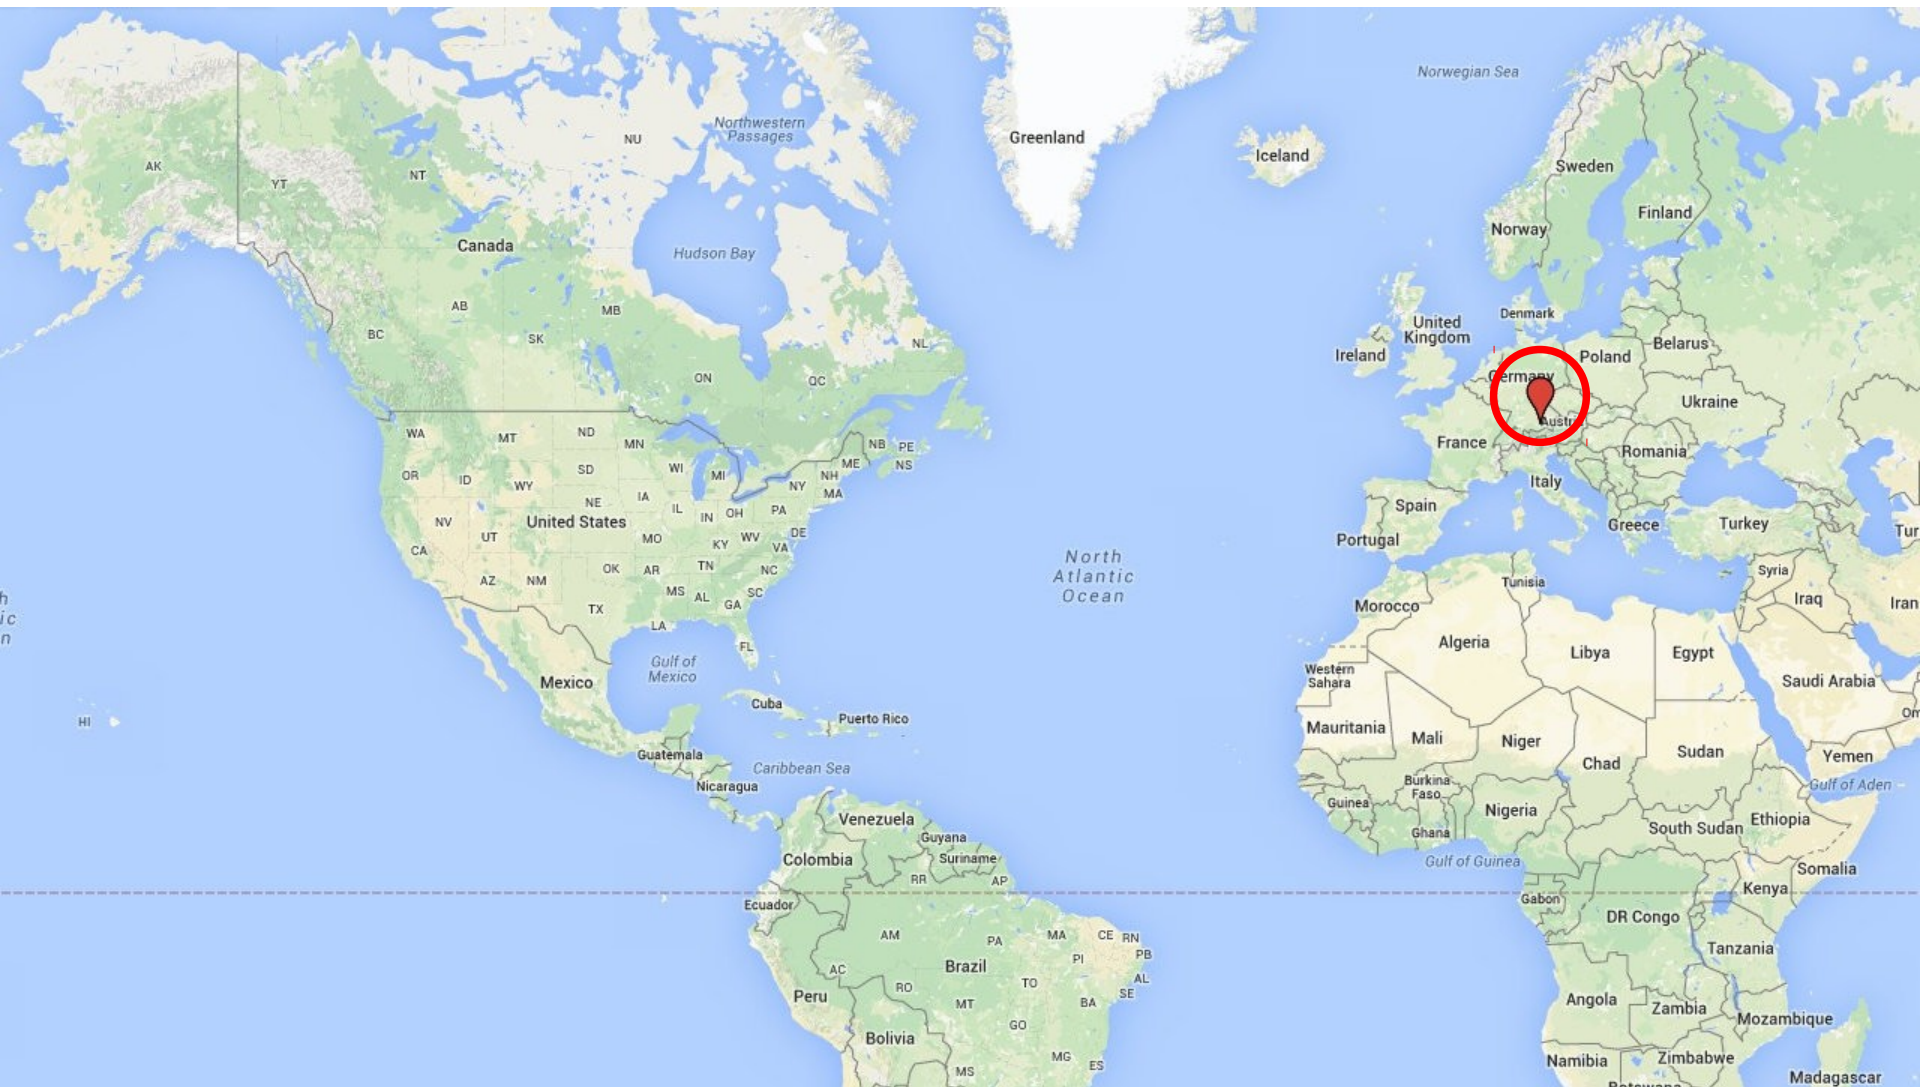 Norwegian Sea
Northwestern
Passages
NU
Greenland
Iceland
AK
YT
NT
Sweden
Finland
Norway
Canada
Hudson Bay
AB
MB
BC
SK
NL
Denmark
United
Kingdom
Ireland
Belarus
Poland
Germany
ON
QC
Ukraine
Austr
WA
MT
ND
MN
NB
PE
France
Romania
OR
ID
SD
WI
MI
ME
NS
WY
NY
NH
MA
Italy
NV
NE
IA
IL
IN
OH
PA
Spain
United States
Greece
Turkey
UT
MO
KY
WV
DE
VA
Portugal
Tur
CA
North
Atlantic
Ocean
AZ
NM
OK
AR
TN
NC
Syria
Tunisia
MS
AL
SC
GA
TX
Morocco
Iraq
Iran
h
ic
n
LA
FL
Algeria
Libya
Egypt
Gulf of
Mexico
Mexico
Western
Sahara
Saudi Arabia
HI
Cuba
Puerto Rico
Om
Mauritania
Mali
Niger
Chad
Sudan
Yemen
Guatemala
Caribbean Sea
Nicaragua
Burkina
Faso
Gulf of Aden
Guinea
Nigeria
Venezuela
Guyana
Ghana
South Sudan
Ethiopia
Colombia
Suriname
Gulf of Guinea
Somalia
RR
AP
Kenya
Ecuador
Gabon
DR Congo
AM
PA
MA
CE
RN
PB
Tanzania
AC
Brazil
PI
AL
Peru
RO
MT
TO
BA
SE
Angola
Zambia
Mozambique
GO
Bolivia
MG
ES
Namibia
Zimbabwe
MS
Madagascar
Botswana